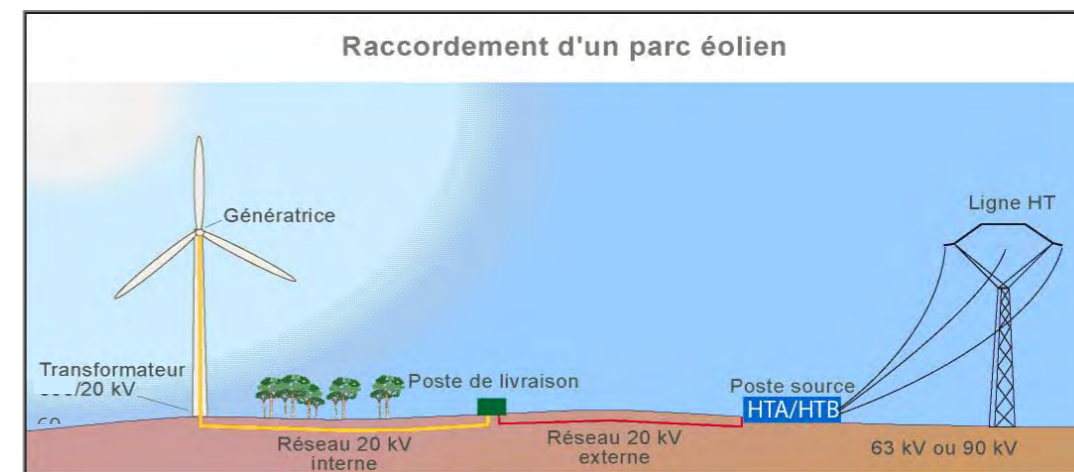 Raccordement d'un parc éolien
Génératrice
Ligne HT
Transformateur
/20 kV
Poste de livraison
Poste source
HTA/HTB
Réseau 20 kV
interne
Réseau 20 kV
externe
63 kV ou 90 kV